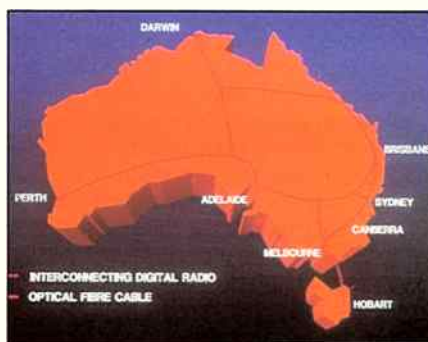 DARWIN
BRISBANE
PERTH
ADELAIDE
SYDNEY
CANBERRA
MELBOURNE
INTERCONNECTING DIGITAL RADIO
OPTICAL FIBRE CABLE
HOBART